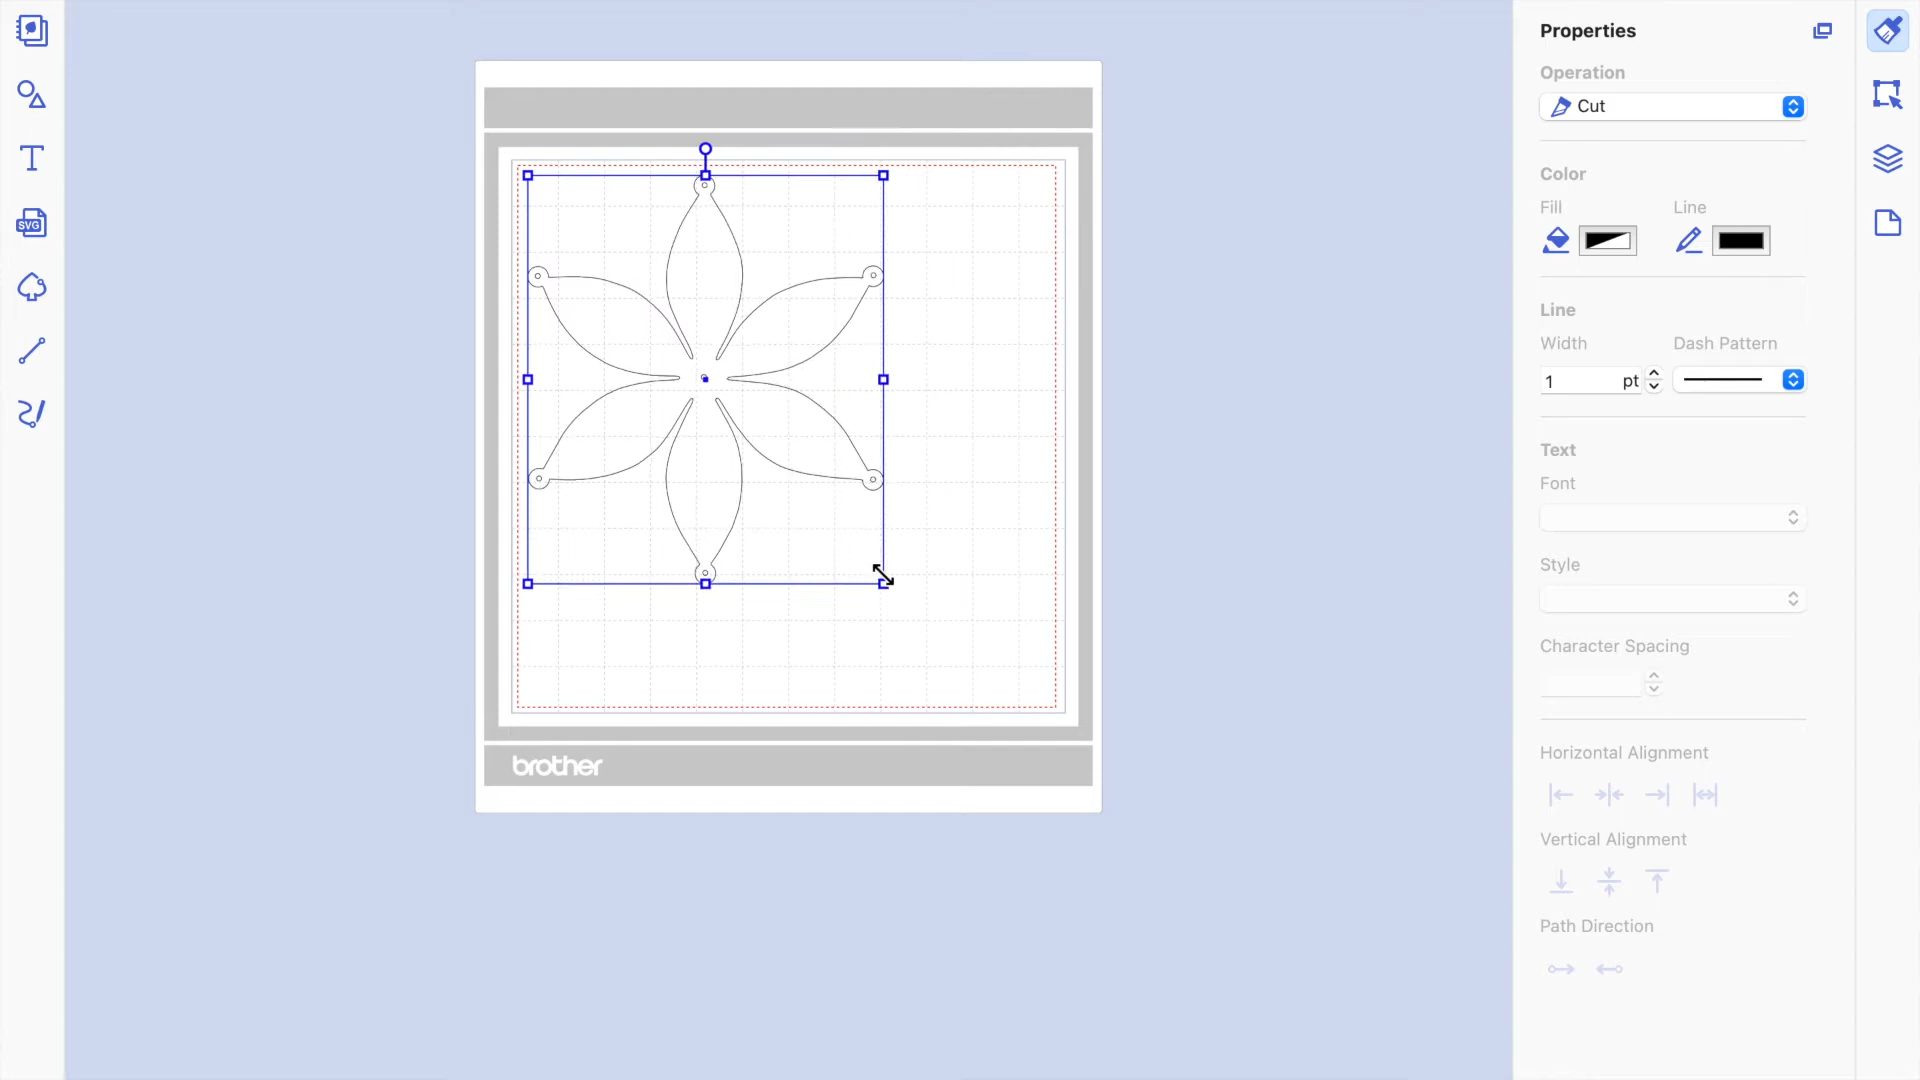 Properties
Operation
Cut
Color
Fill
Line
Line
Width
Dash Pattern
1 pt
Text
Font
Style
Character Spacing
Horizontal Alignment
Vertical Alignment
Path Direction
T
SVG
brother